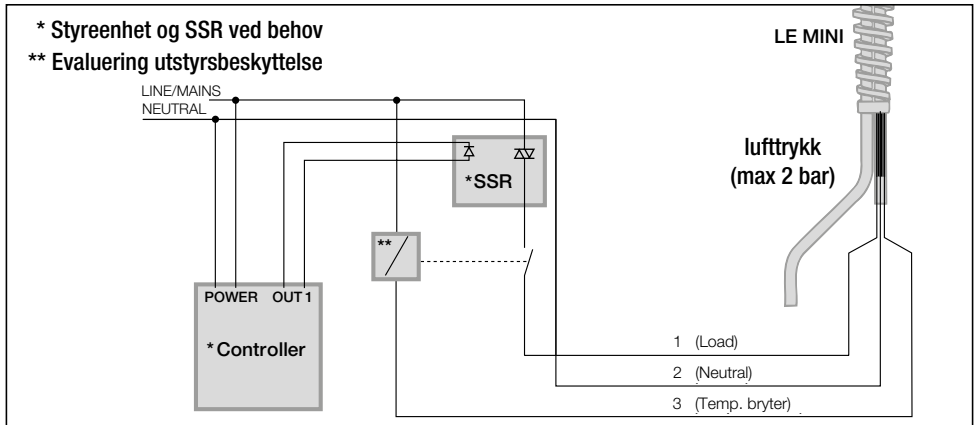 * Styreenhet og SSR ved behov
** Evaluering utstyrsbeskyttelse
LINE/MAINS
NEUTRAL
LE MINI
lufttrykk
(max 2 bar)
*SSR
**
POWER OUT 1
*Controller
1 (Load)
2 (Neutral)
3 (Temp. bryter)